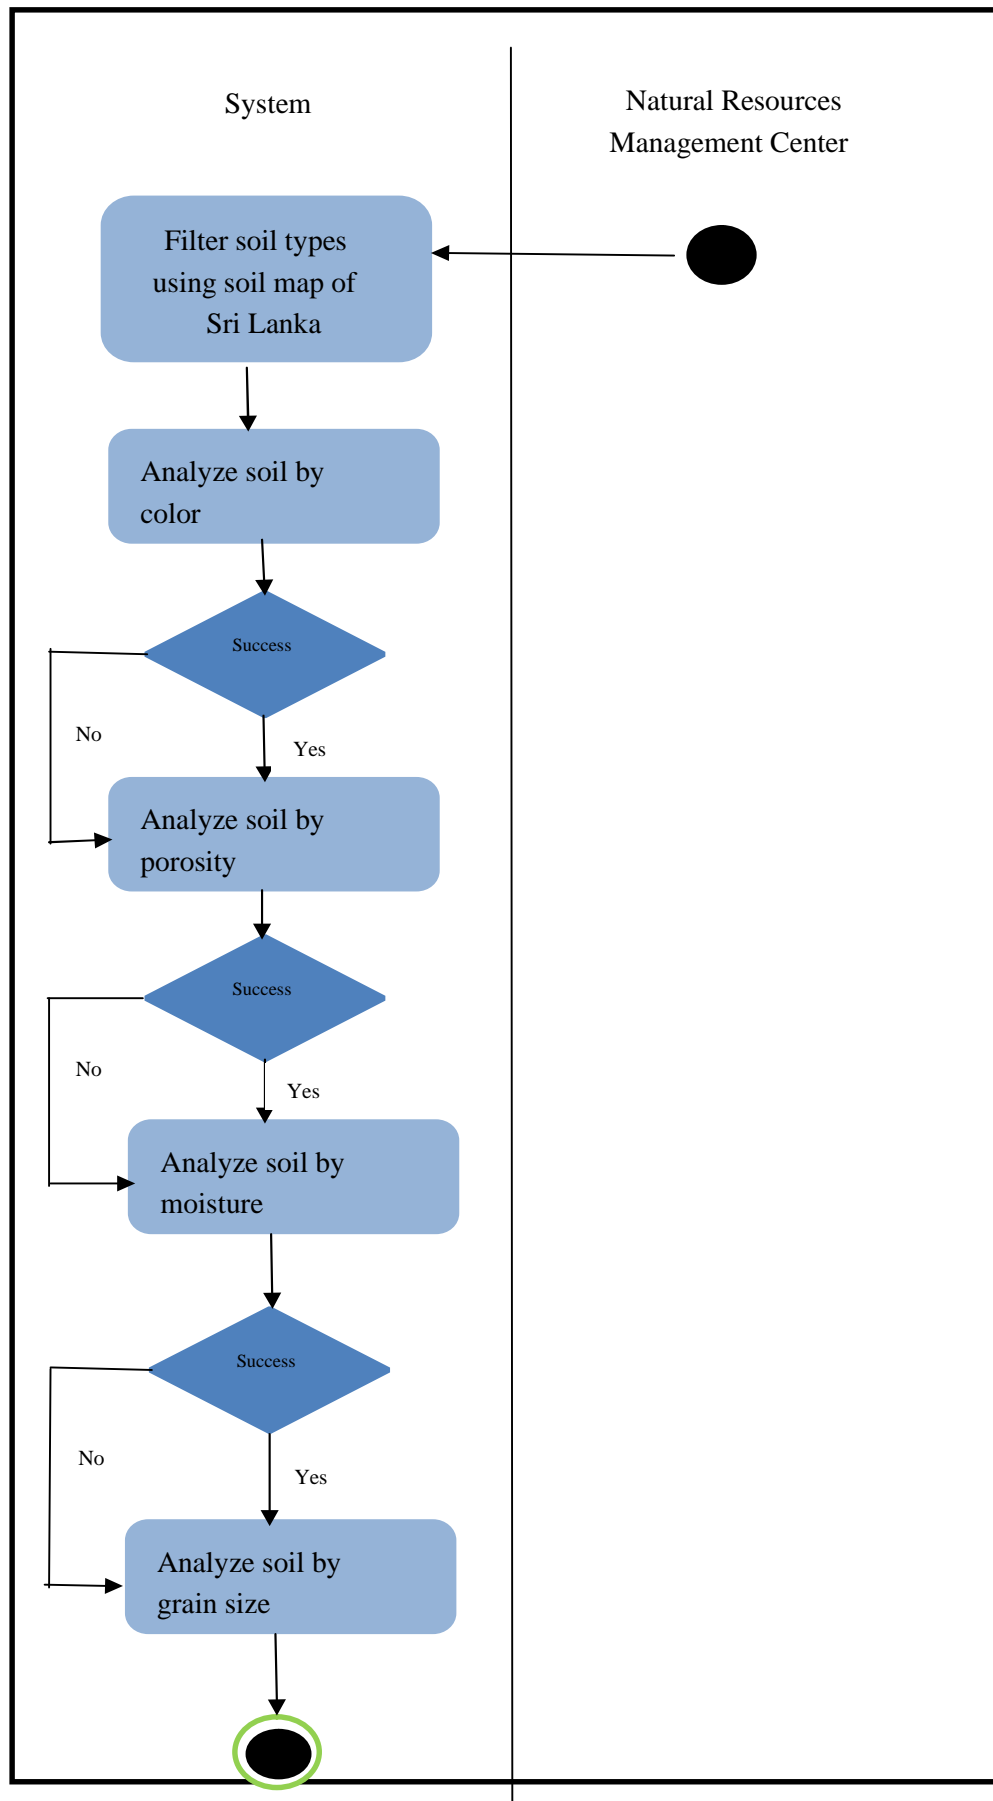 System
Natural Resources
Management Center
Filter soil types
using soil map of
Sri Lanka
Analyze soil by
color
Success
No
Yes
Analyze soil by
porosity
Success
No
Yes
Analyze soil by
moisture
Success
No
Yes
Analyze soil by
grain size